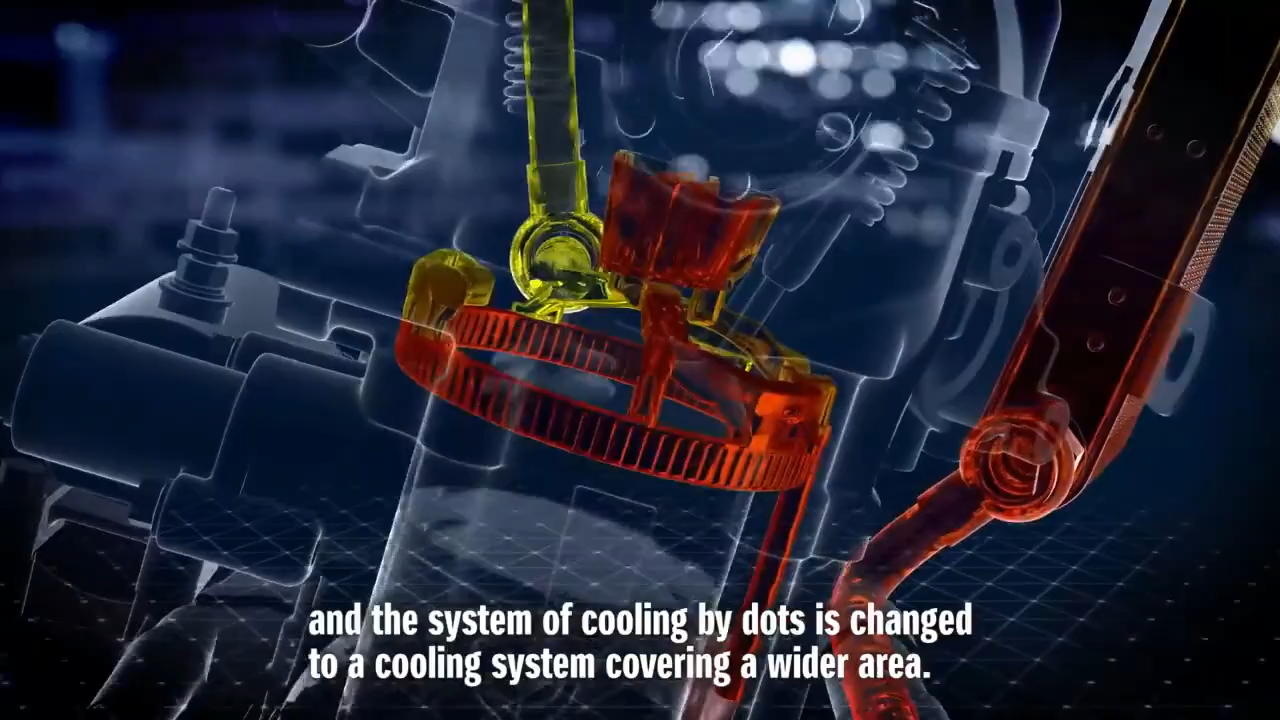 and the system of cooling by dots is changed
to a cooling system covering a wider area.